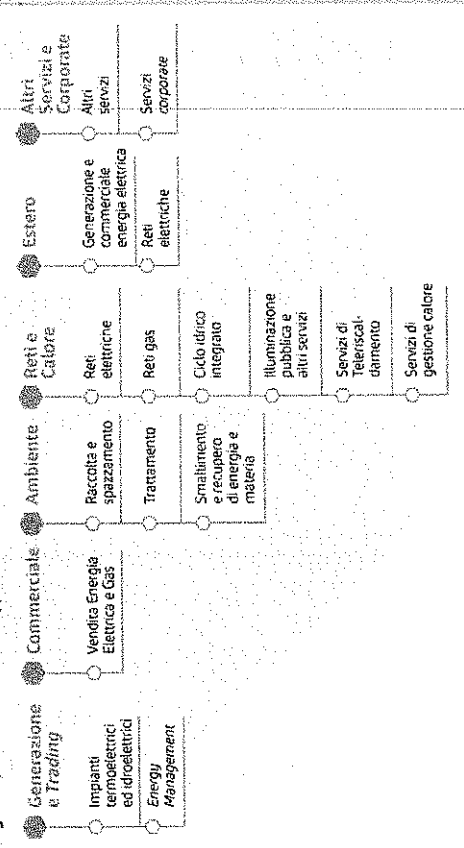 Generazione
e Trading
Impianti
termoelettrici
ed idroelettrici
Energy
Management
Commerciale
Vendita Energia
Elettrica e Gas
Ambiente
Raccolta e
spazzamento
Trattamento
Smaltimento
e recupero
di energia e
materia
Reti e
Calore
Reti
elettriche
Reti gas
Ciclo idrico
integrato
Illuminazione
pubblica e
altri servizi
Servizi di
Teleriscal-
damento
Servizi di
gestione calore
Estero
Generazione e
commerciale
energia elettrica
Reti
elettriche
Altri
Servizi e
Corporate
Altri
servizi
Servizi
corporate